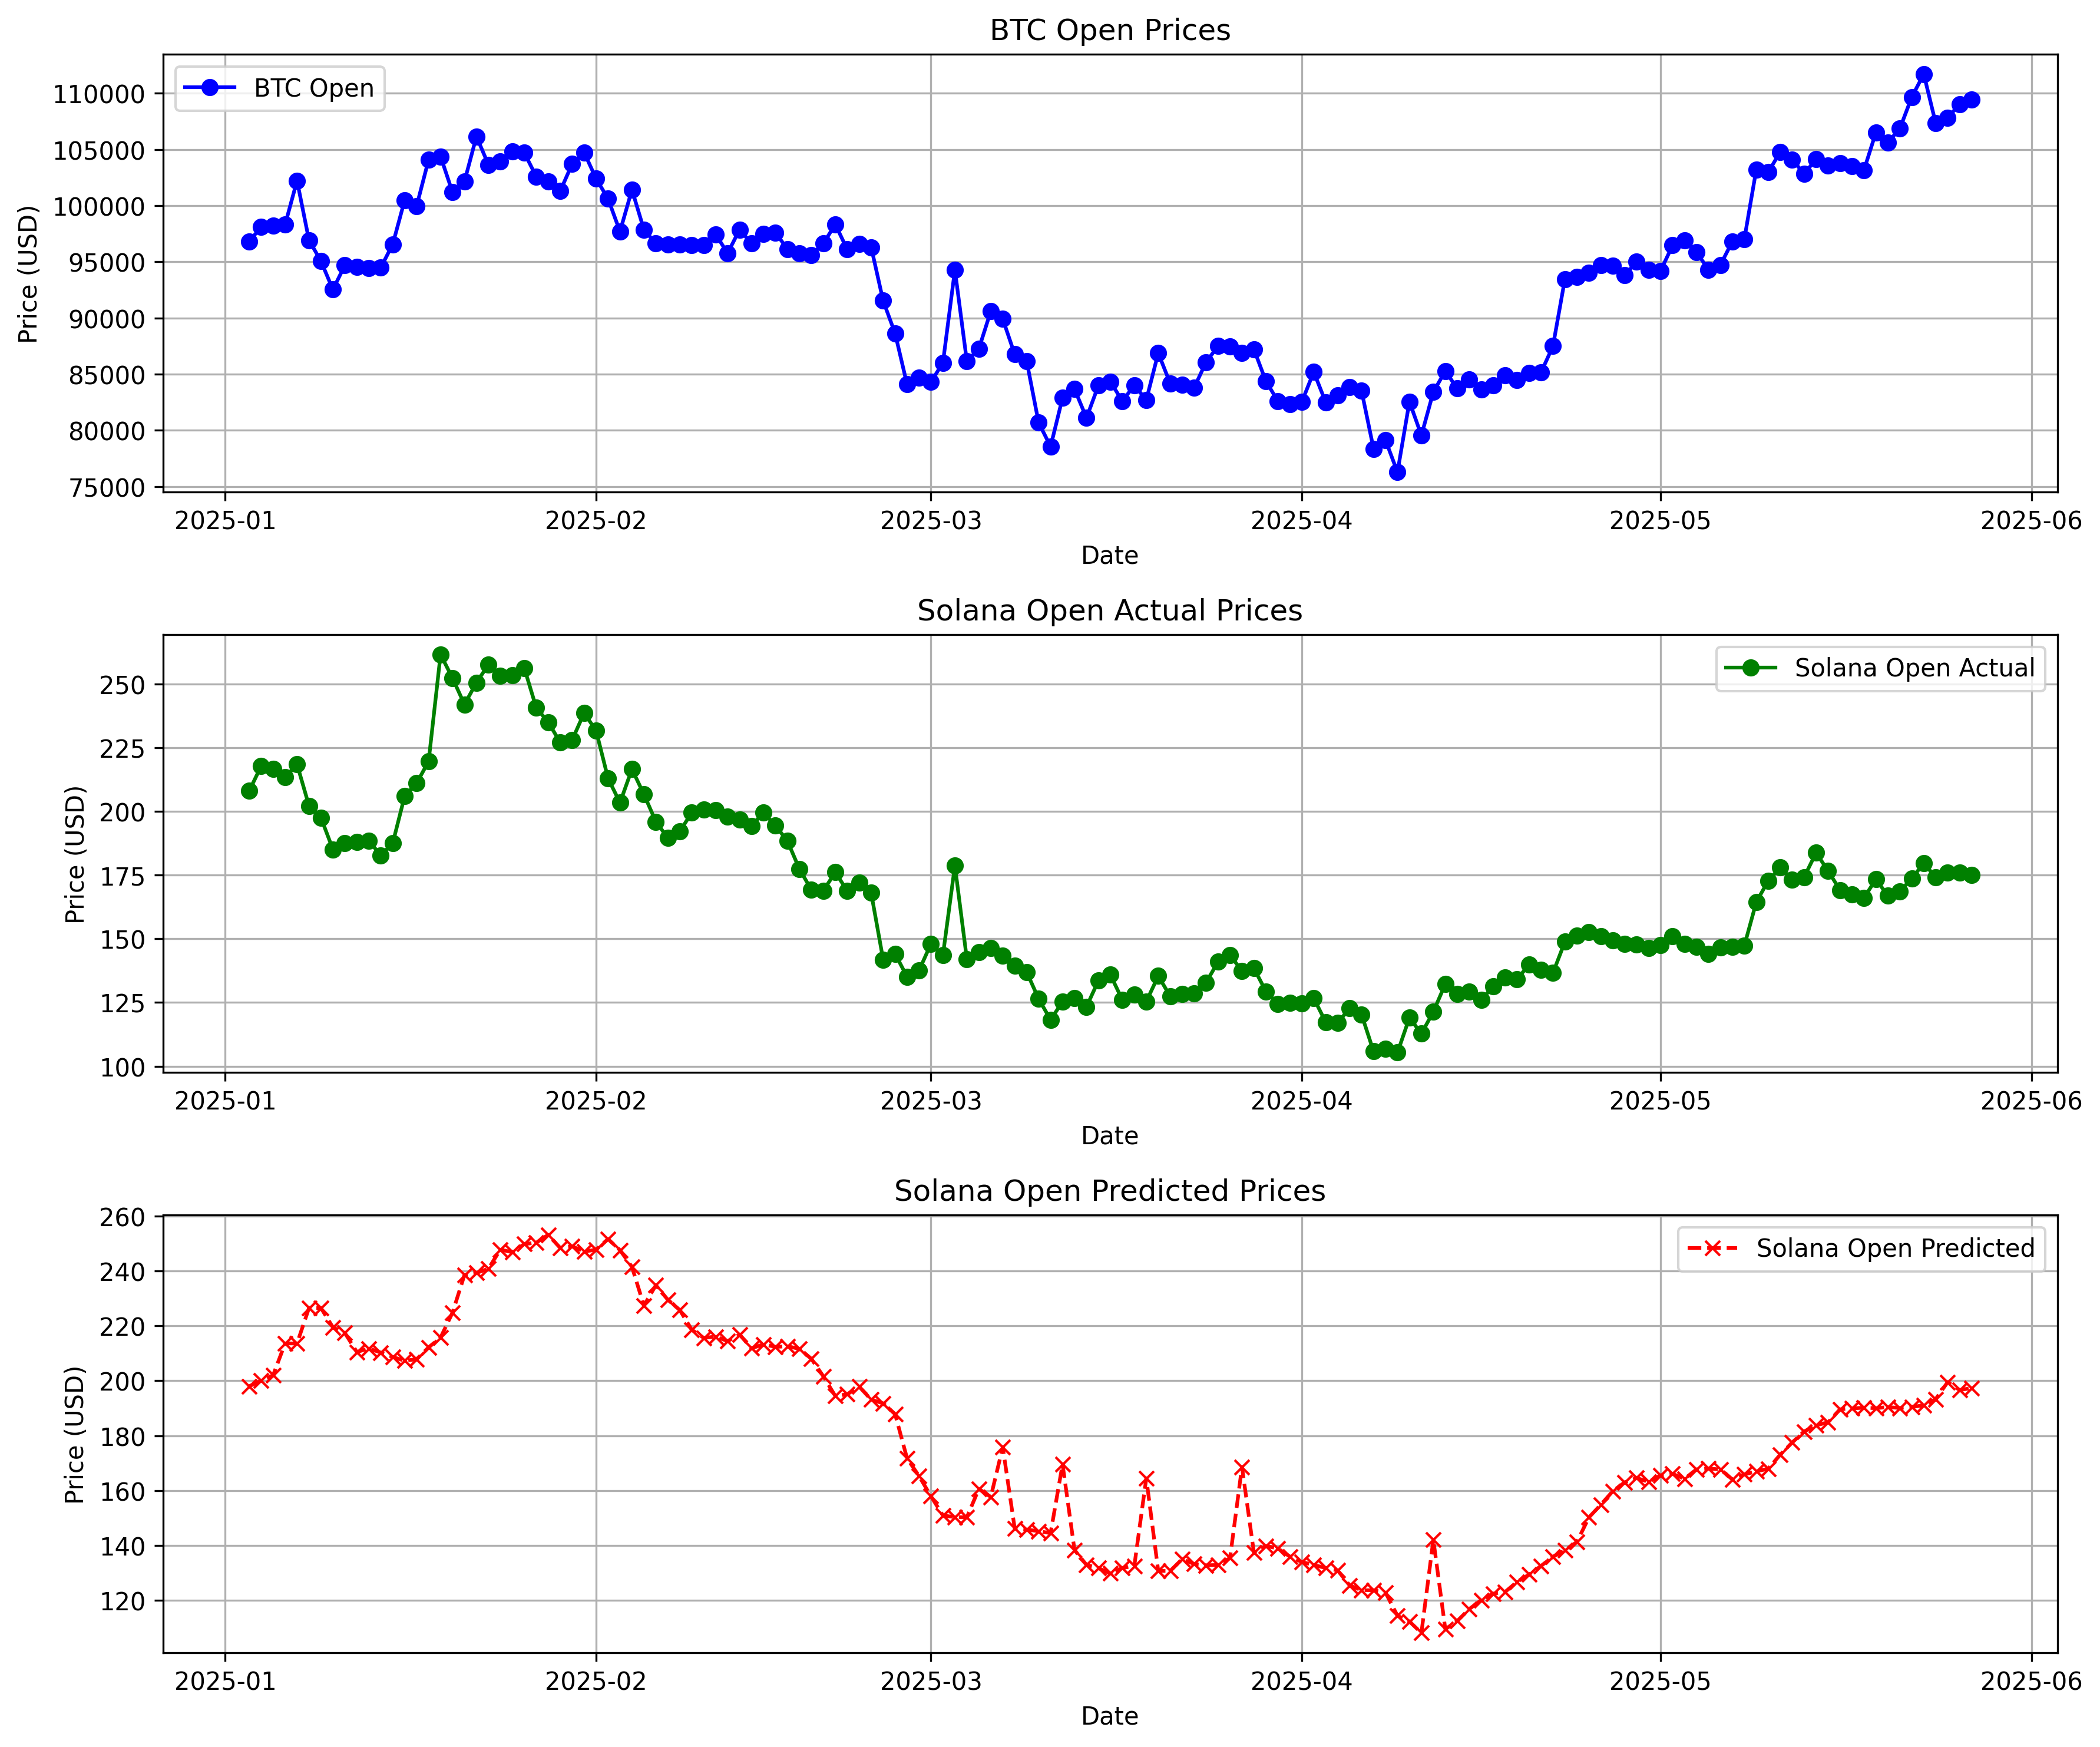 BTC Open Prices
BTC Open
110000
105000
100000
95000
90000
85000
80000
75000
Price (USD)
2025-01 2025-02 2025-03 2025-04 2025-05 2025-06
Date
Solana Open Actual Prices
Solana Open Actual
250
225
200
175
150
125
100
Price (USD)
2025-01 2025-02 2025-03 2025-04 2025-05 2025-06
Date
Solana Open Predicted Prices
Solana Open Predicted
260
240
220
200
180
160
140
120
Price (USD)
2025-01 2025-02 2025-03 2025-04 2025-05 2025-06
Date